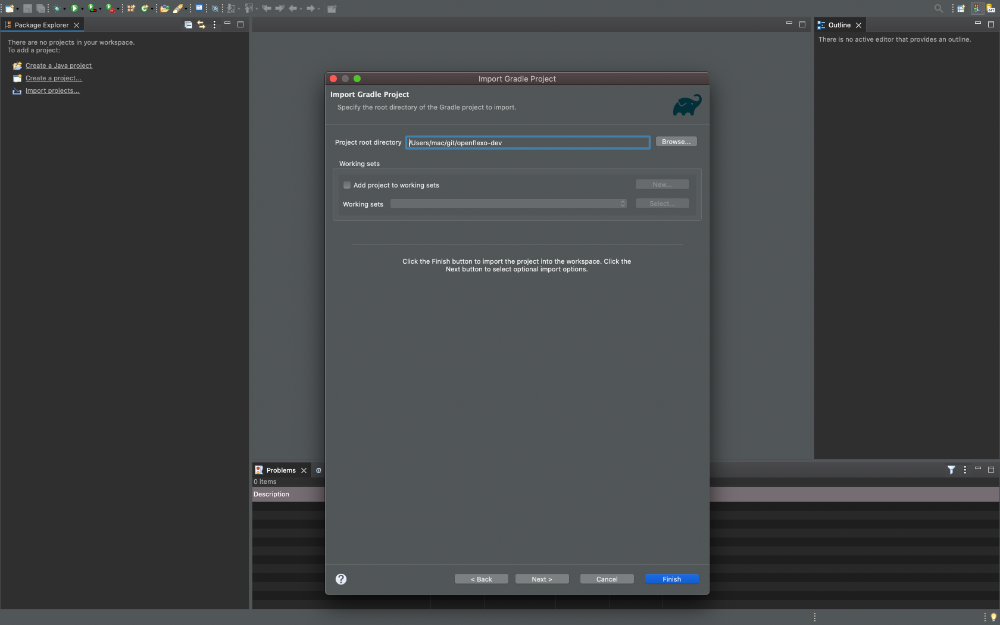 Package Explorer
There are no projects in your workspace.
To add a project:
Create a Java project
Create a project...
Import projects...
Outline
There is no active editor that provides an outline.
Import Gradle Project
Import Gradle Project
Specify the root directory of the Gradle project to import.
Project root directory
/Users/mac/git/openflexo-dev
Browse...
Working sets
Add project to working sets
New...
Working sets
Select...
Click the Finish button to import the project into the workspace. Click the
Next button to select optional import options.
Problems
0 items
Description
< Back
Next >
Cancel
Finish